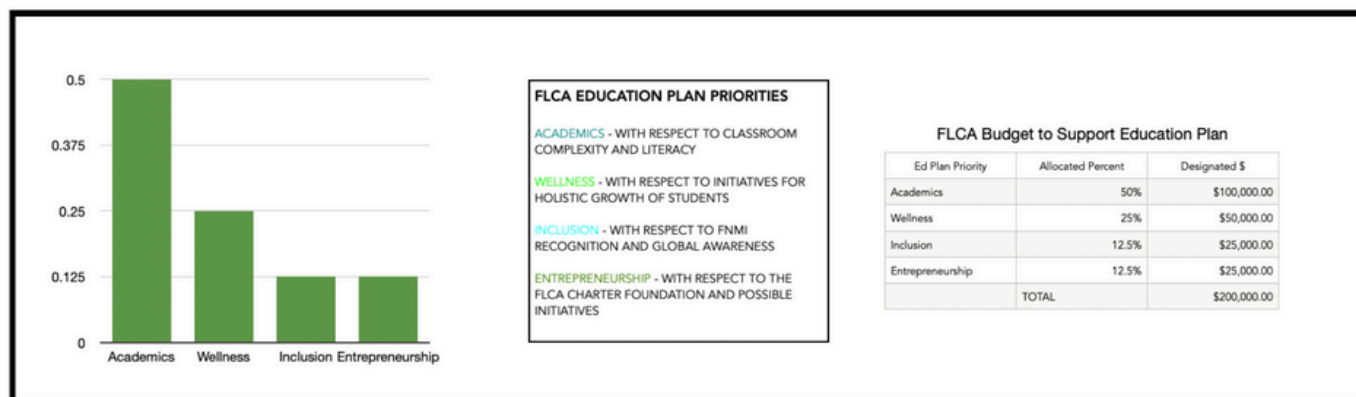 0.5
0.375
0.25
0.125
0
Academics Wellness Inclusion Entrepreneurship
FLCA EDUCATION PLAN PRIORITIES
ACADEMICS - WITH RESPECT TO CLASSROOM
COMPLEXITY AND LITERACY
WELLNESS - WITH RESPECT TO INITIATIVES FOR
HOLISTIC GROWTH OF STUDENTS
INCLUSION - WITH RESPECT TO FNMI
RECOGNITION AND GLOBAL AWARENESS
ENTREPRENEURSHIP - WITH RESPECT TO THE
FLCA CHARTER FOUNDATION AND POSSIBLE
INITIATIVES
FLCA Budget to Support Education Plan
Ed Plan Priority Allocated Percent Designated $
Academics 50% $100,000.00
Wellness 25% $50,000.00
Inclusion 12.5% $25,000.00
Entrepreneurship 12.5% $25,000.00
TOTAL $200,000.00